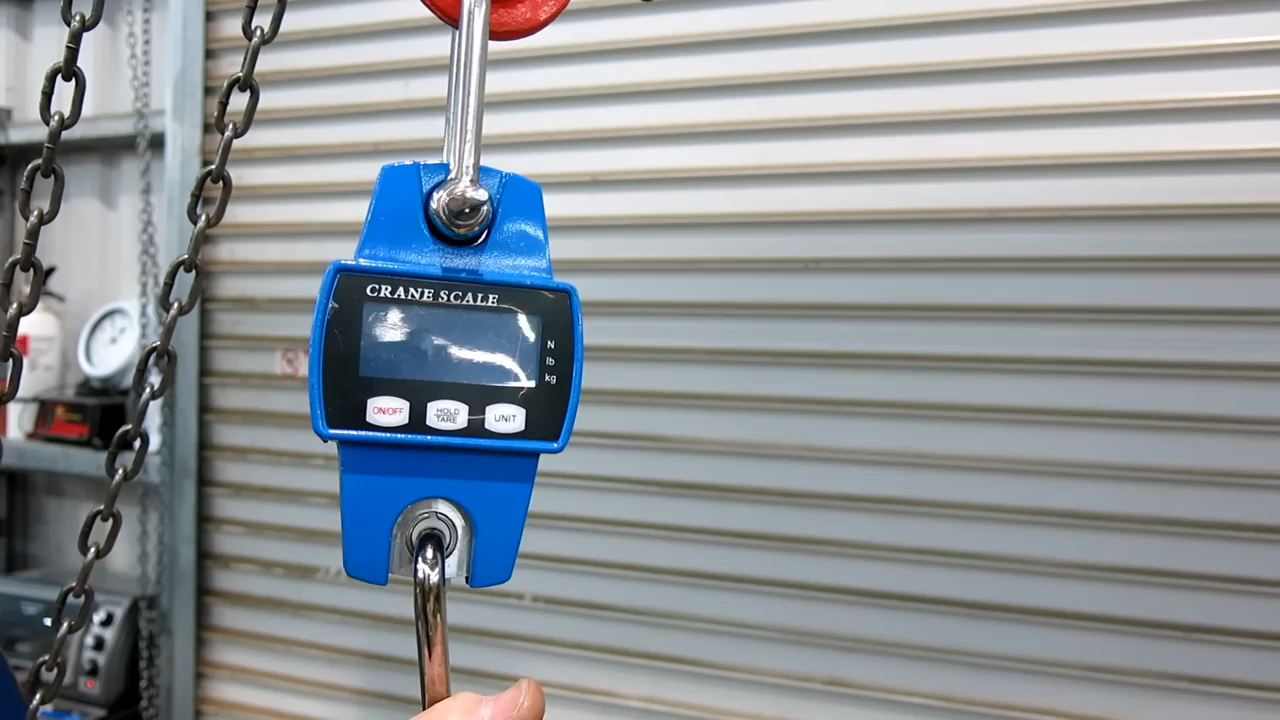 CRANE SCALE
N
lb
kg
ON/OFF
HOLD
TARE
UNIT